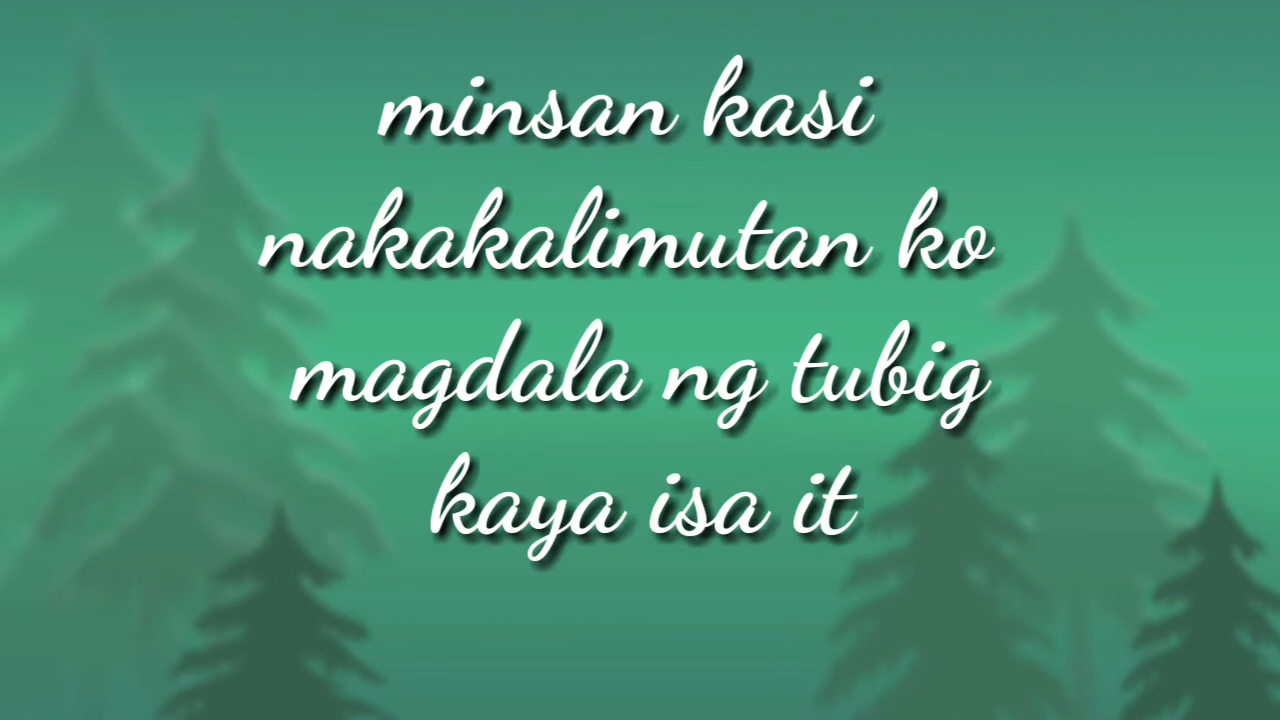 minsan kasi
nakakalimutan ko
magdala ng tubig
kaya isa it